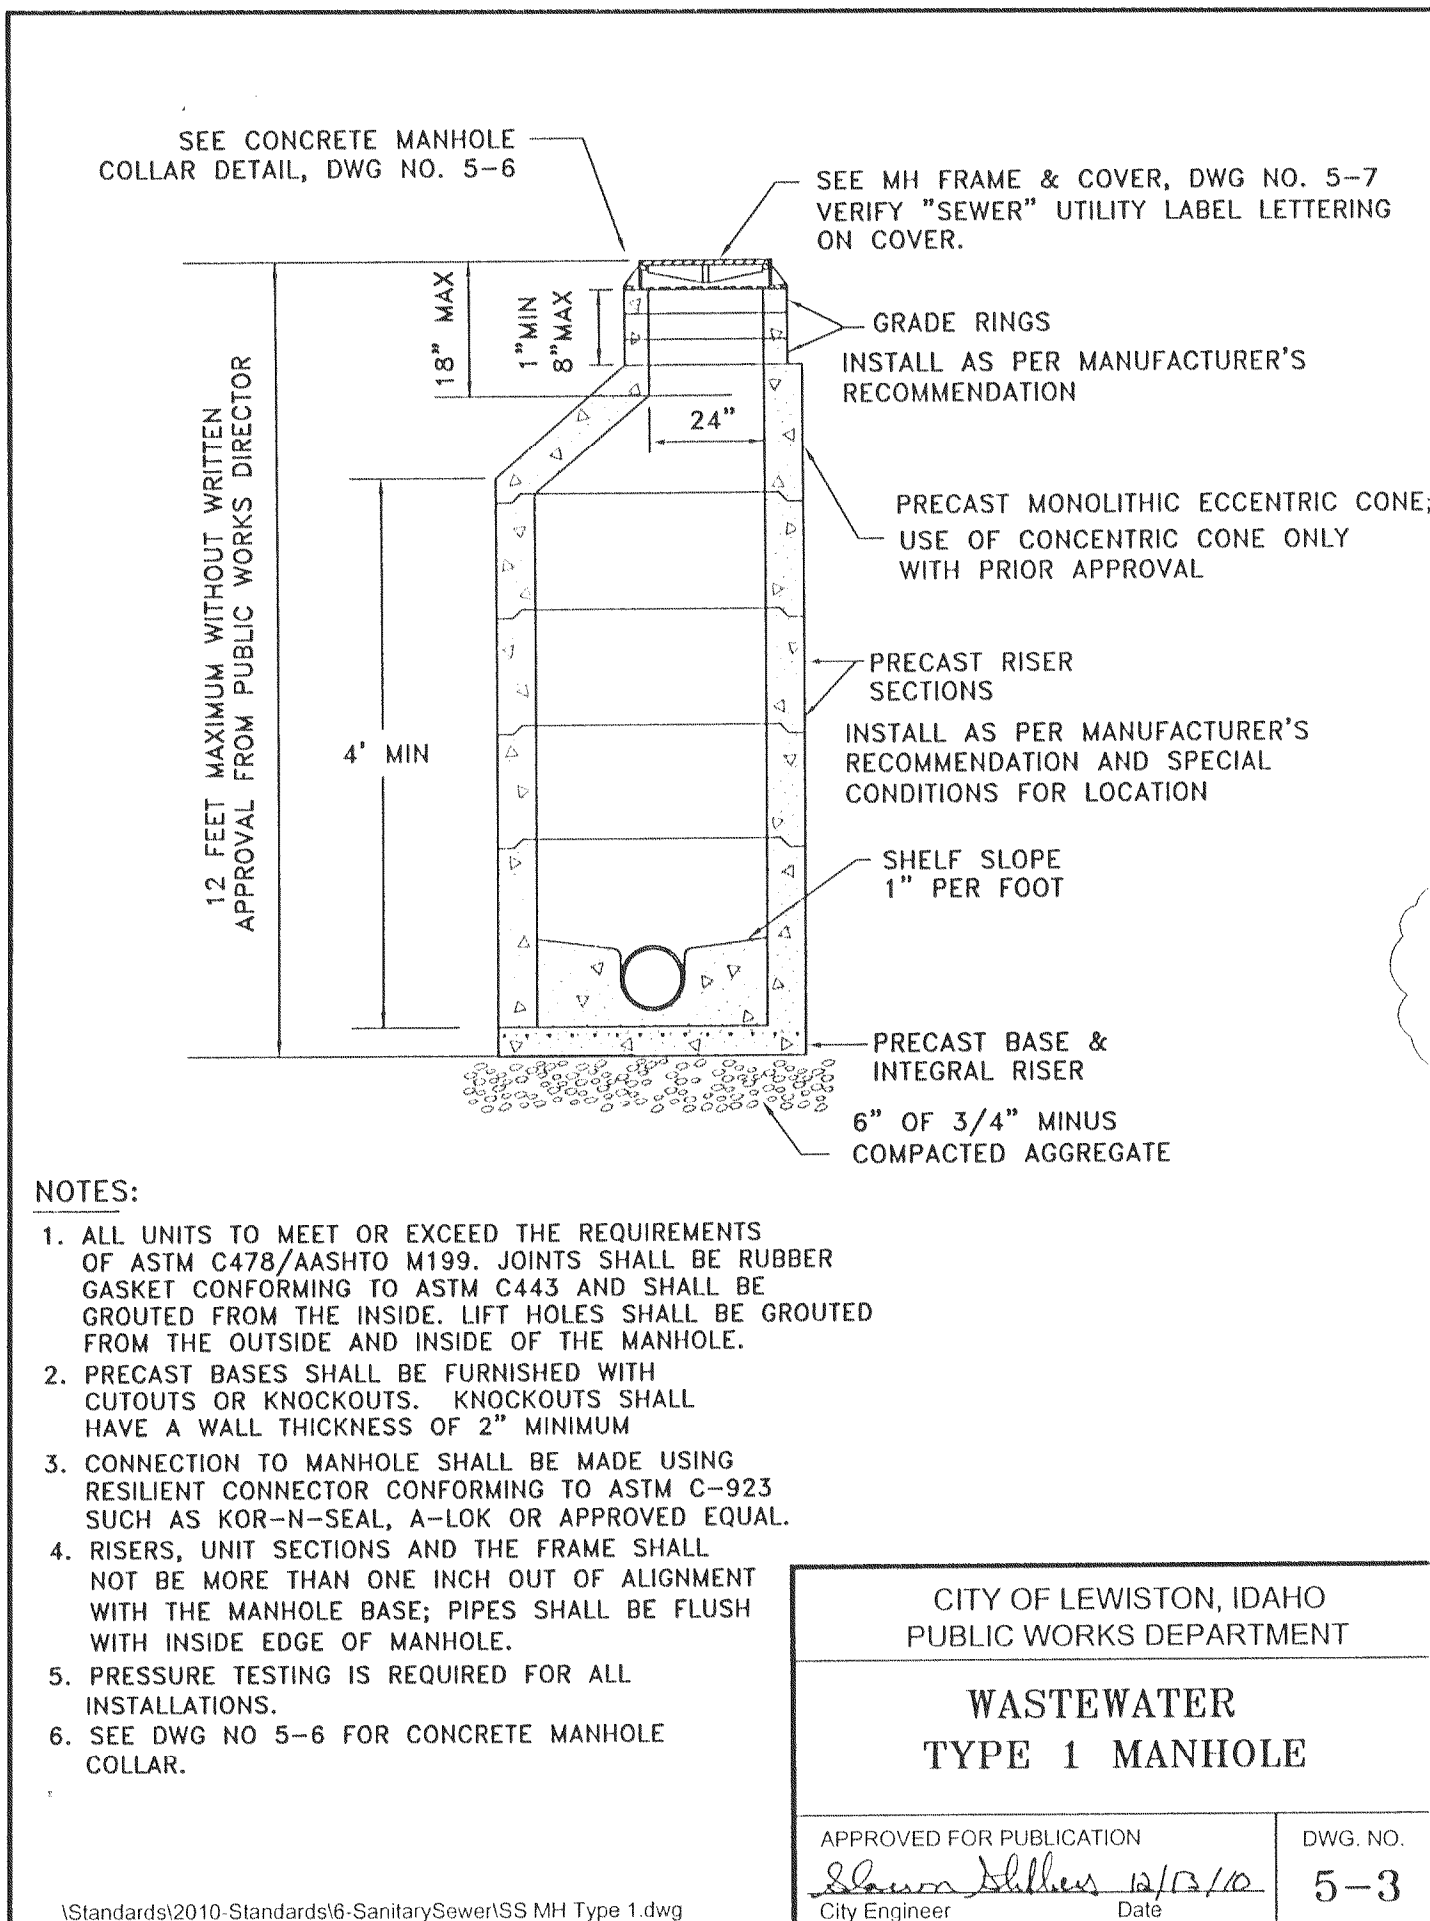 SEE CONCRETE MANHOLE
COLLAR DETAIL, DWG NO. 5-6
SEE MH FRAME & COVER, DWG NO. 5-7
VERIFY "SEWER" UTILITY LABEL LETTERING
ON COVER.
18" MAX
1"MIN
8"MAX
GRADE RINGS
INSTALL AS PER MANUFACTURER'S
RECOMMENDATION
24"
12 FEET MAXIMUM WITHOUT WRITTEN
APPROVAL FROM PUBLIC WORKS DIRECTOR
PRECAST MONOLITHIC ECCENTRIC CONE;
USE OF CONCENTRIC CONE ONLY
WITH PRIOR APPROVAL
PRECAST RISER
SECTIONS
4' MIN
INSTALL AS PER MANUFACTURER'S
RECOMMENDATION AND SPECIAL
CONDITIONS FOR LOCATION
SHELF SLOPE
1" PER FOOT
PRECAST BASE &
INTEGRAL RISER
6" OF 3/4" MINUS
COMPACTED AGGREGATE
NOTES:
1. ALL UNITS TO MEET OR EXCEED THE REQUIREMENTS
OF ASTM C478/AASHTO M199. JOINTS SHALL BE RUBBER
GASKET CONFORMING TO ASTM C443 AND SHALL BE
GROUTED FROM THE INSIDE. LIFT HOLES SHALL BE GROUTED
FROM THE OUTSIDE AND INSIDE OF THE MANHOLE.
2. PRECAST BASES SHALL BE FURNISHED WITH
CUTOUTS OR KNOCKOUTS. KNOCKOUTS SHALL
HAVE A WALL THICKNESS OF 2" MINIMUM
3. CONNECTION TO MANHOLE SHALL BE MADE USING
RESILIENT CONNECTOR CONFORMING TO ASTM C-923
SUCH AS KOR-N-SEAL, A-LOK OR APPROVED EQUAL.
4. RISERS, UNIT SECTIONS AND THE FRAME SHALL
NOT BE MORE THAN ONE INCH OUT OF ALIGNMENT
WITH THE MANHOLE BASE; PIPES SHALL BE FLUSH
WITH INSIDE EDGE OF MANHOLE.
5. PRESSURE TESTING IS REQUIRED FOR ALL
INSTALLATIONS.
6. SEE DWG NO 5-6 FOR CONCRETE MANHOLE
COLLAR.
CITY OF LEWISTON, IDAHO
PUBLIC WORKS DEPARTMENT
WASTEWATER
TYPE 1 MANHOLE
APPROVED FOR PUBLICATION
12/13/10
City Engineer Date
DWG. NO.
5-3
\Standards\2010-Standards\6-SanitarySewer\SS MH Type 1.dwg